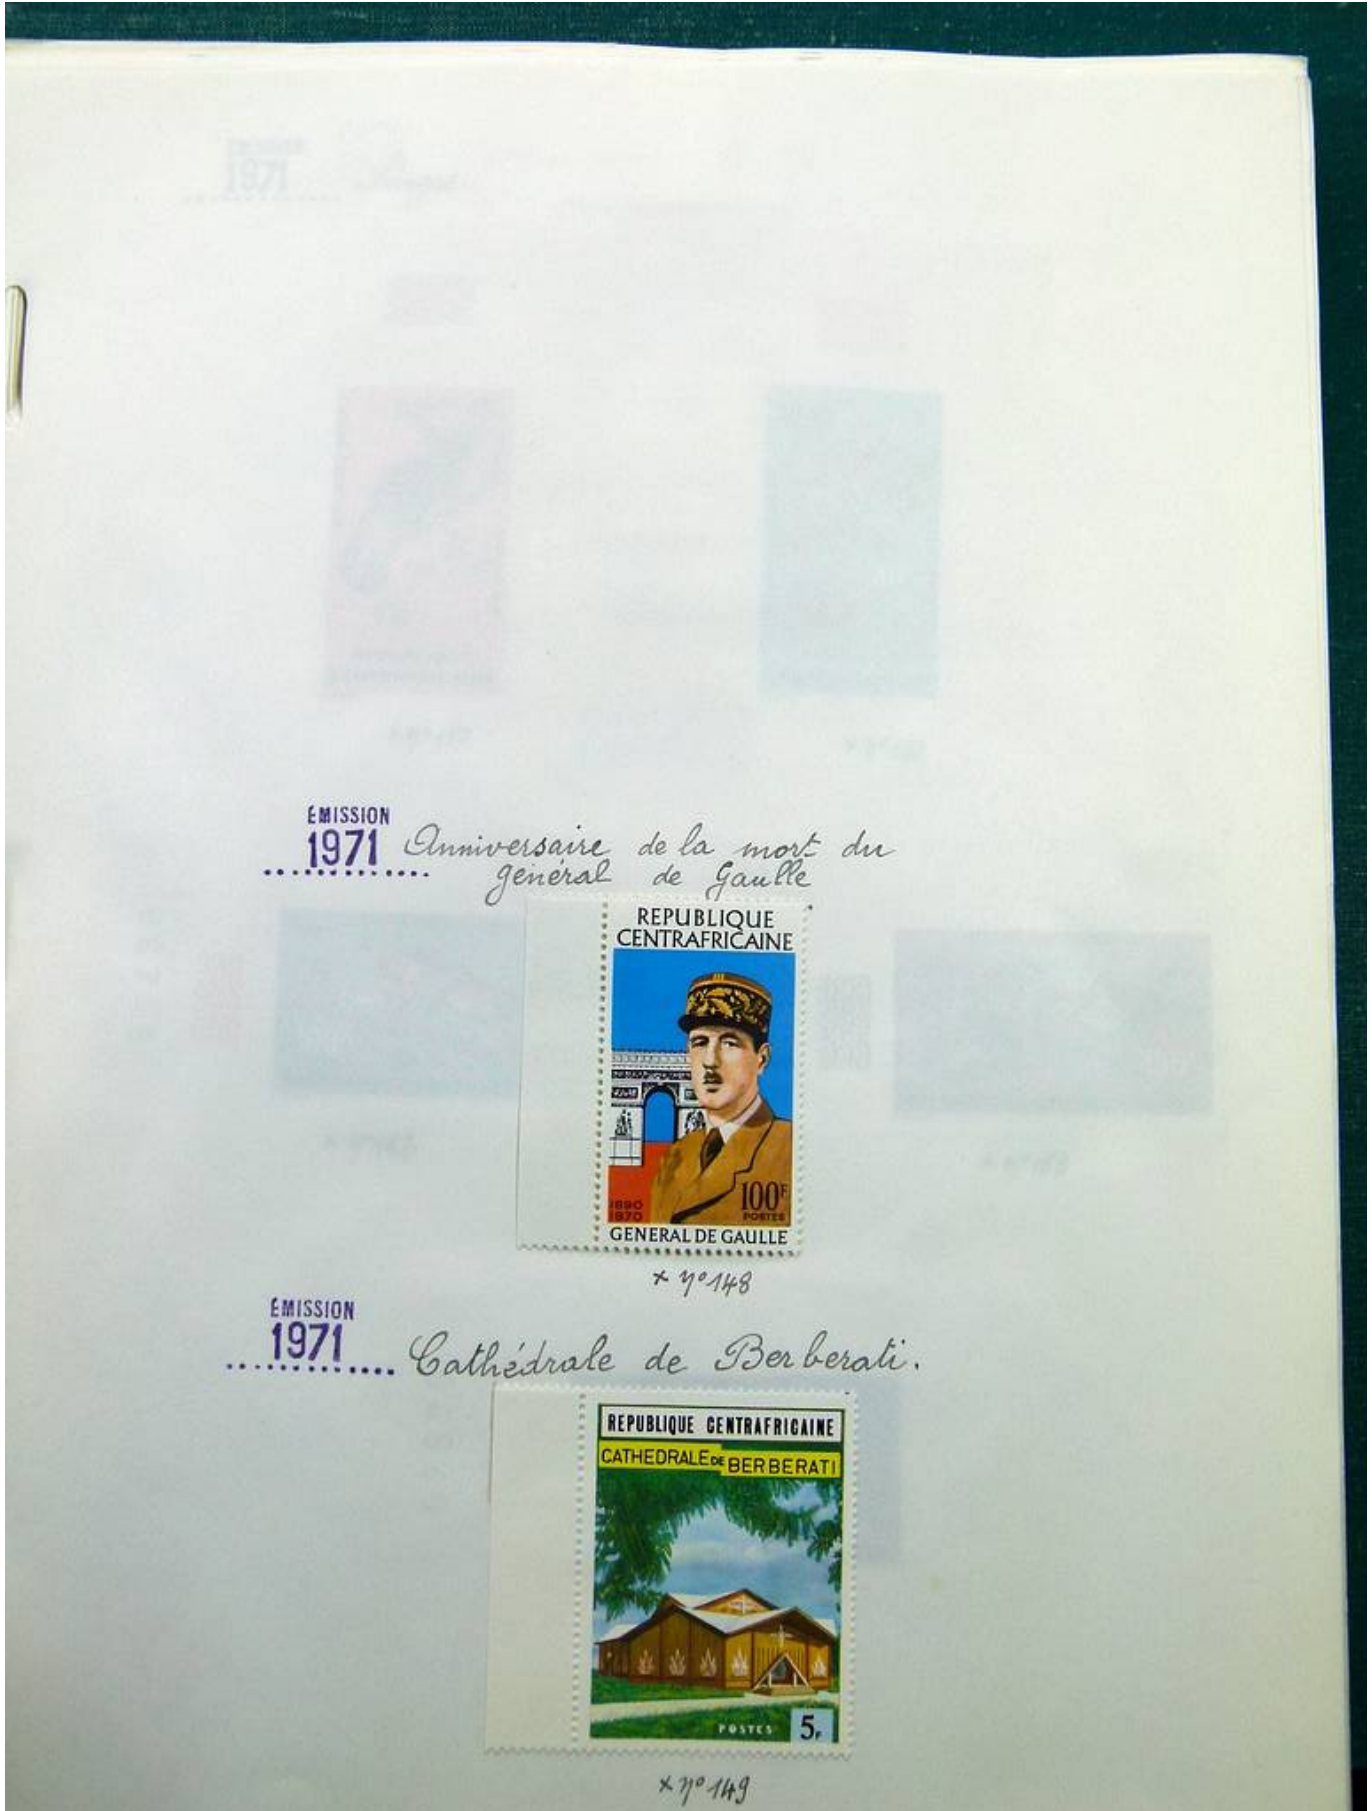 1971
ÉMISSION
1971
Anniversaire de la mort du
général de Gaulle
REPUBLIQUE
CENTRAFRICAINE
1890
1970
100F
POSTES
GENERAL DE GAULLE
x n° 148
ÉMISSION
1971
Cathédrale de Berberati.
REPUBLIQUE CENTRAFRICAINE
CATHEDRALE DE BERBERATI
POSTES 5F
x n° 149